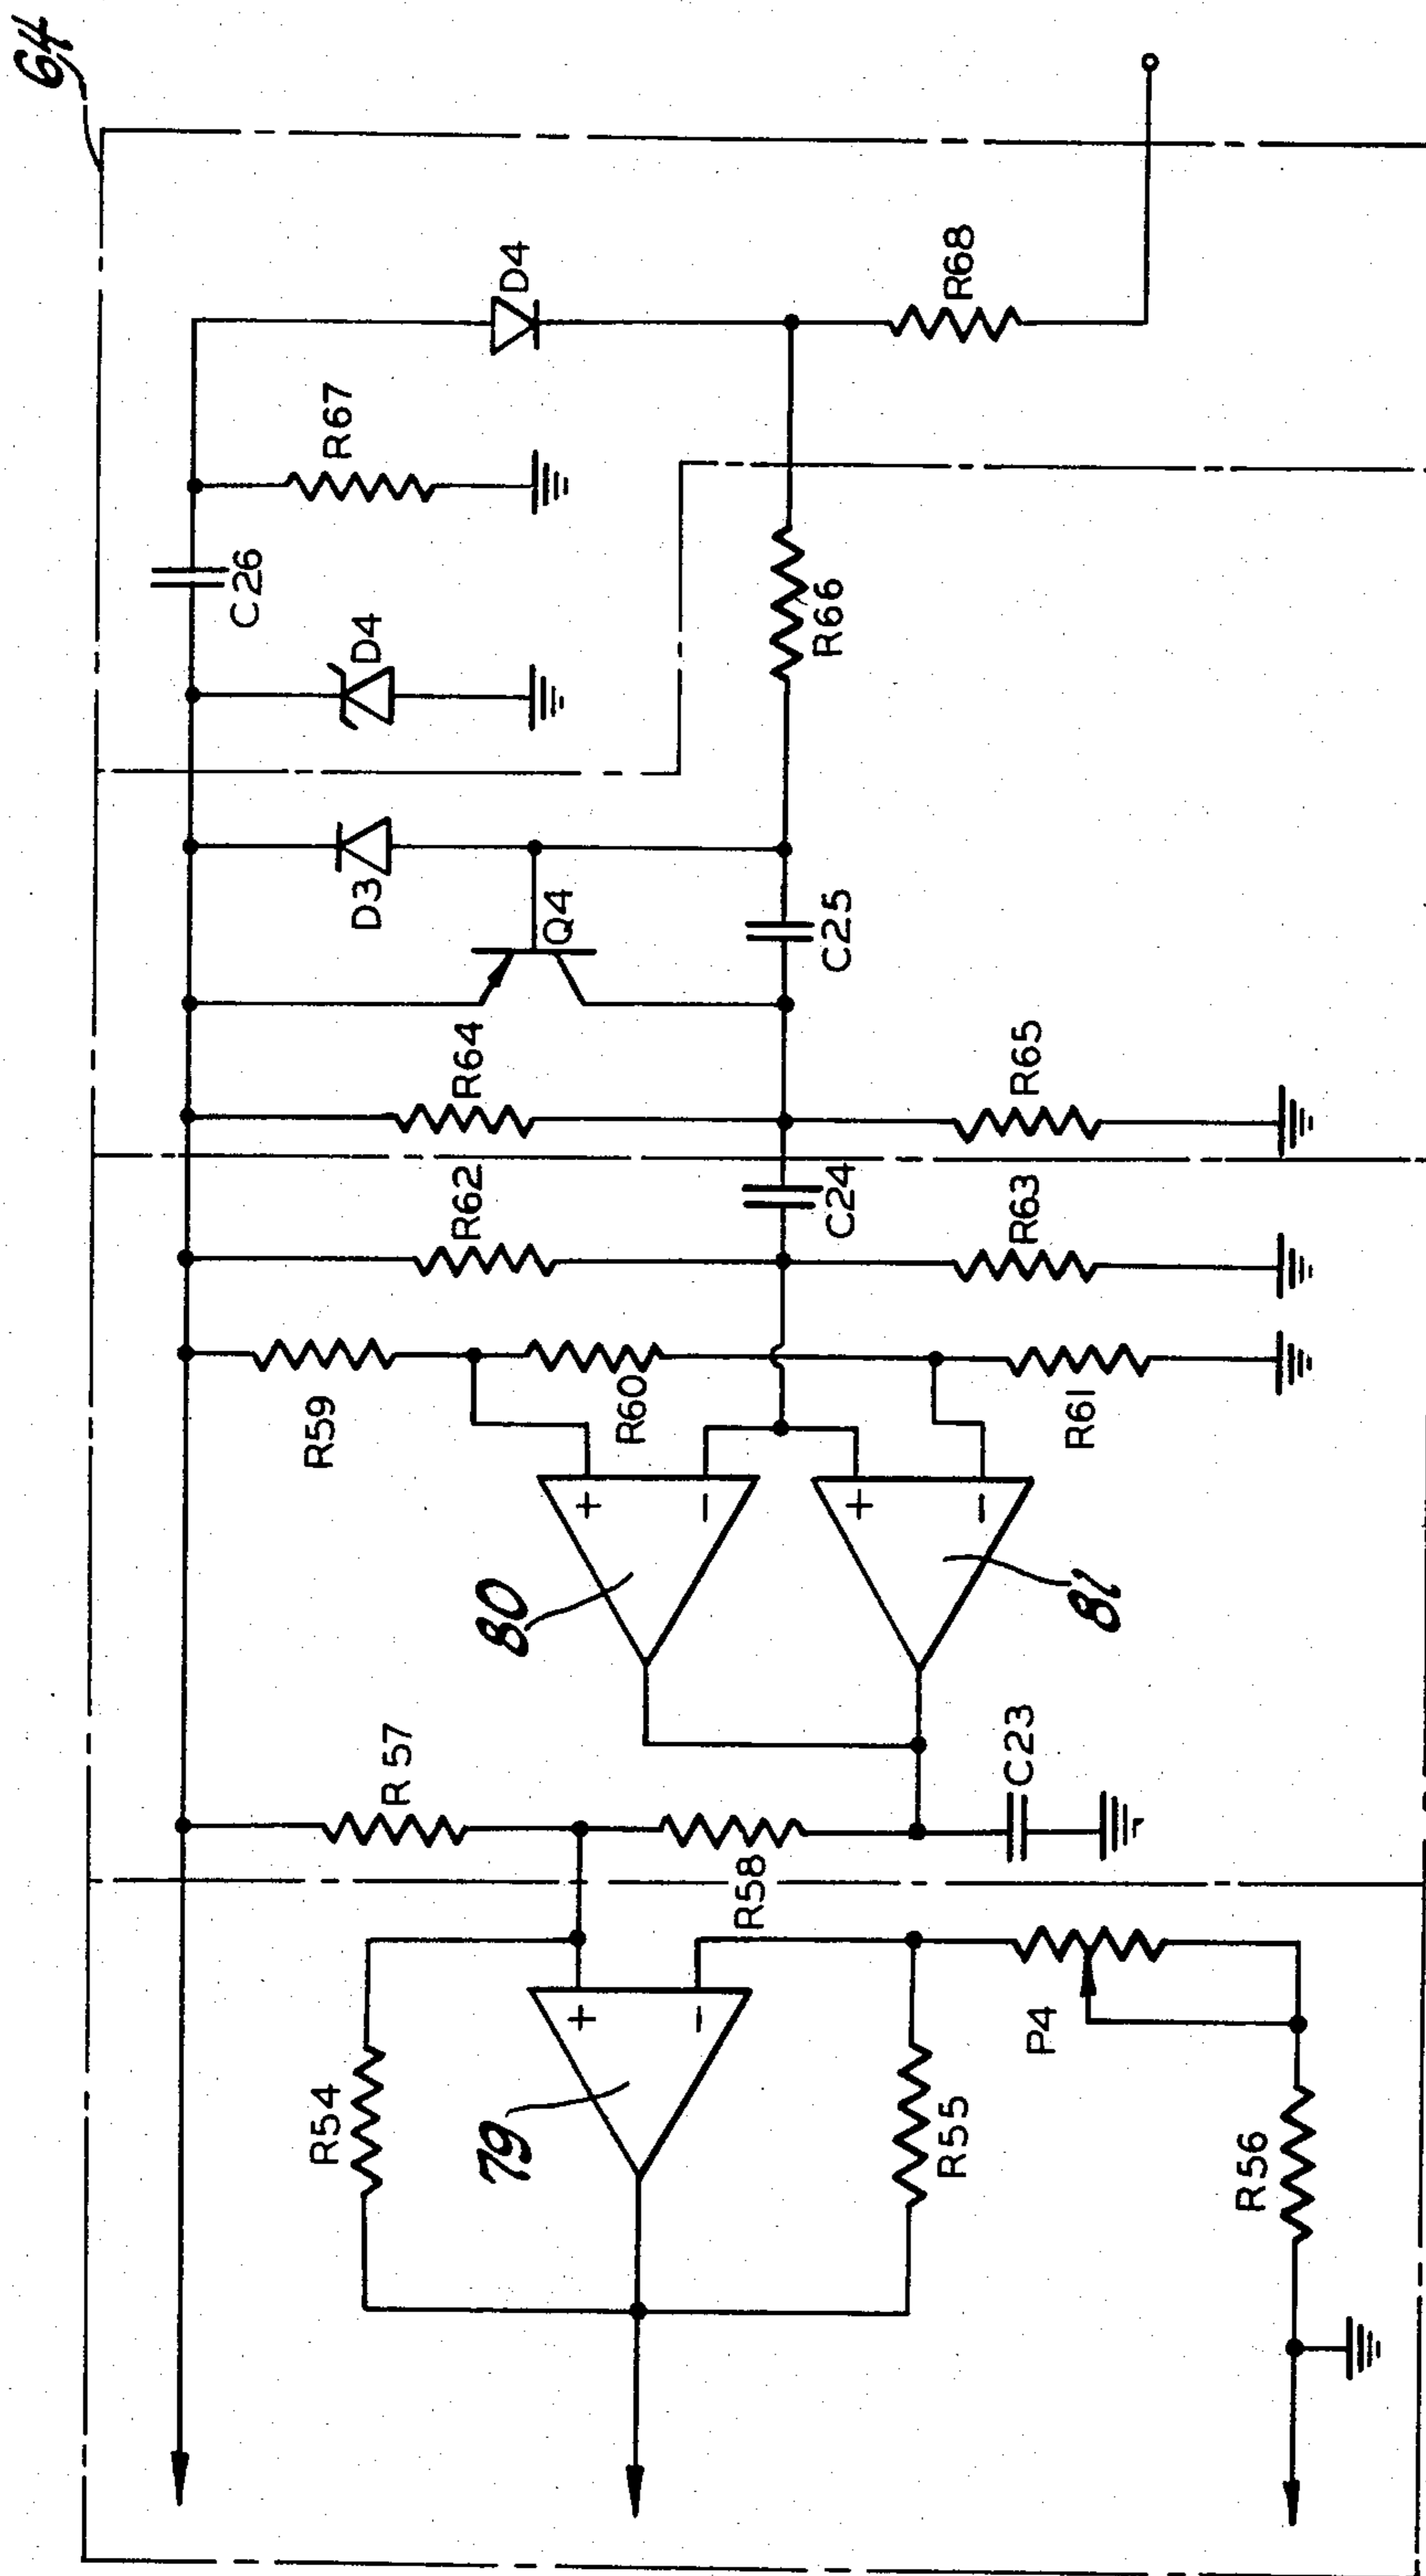 64
D4
R68
R67
C26
D4
R66
D3
Q4
C25
R64
R65
R62
C24
R63
R59
R60
R61
+
-
+
-
80
81
R57
C23
R58
+
-
79
R54
R55
P4
R56